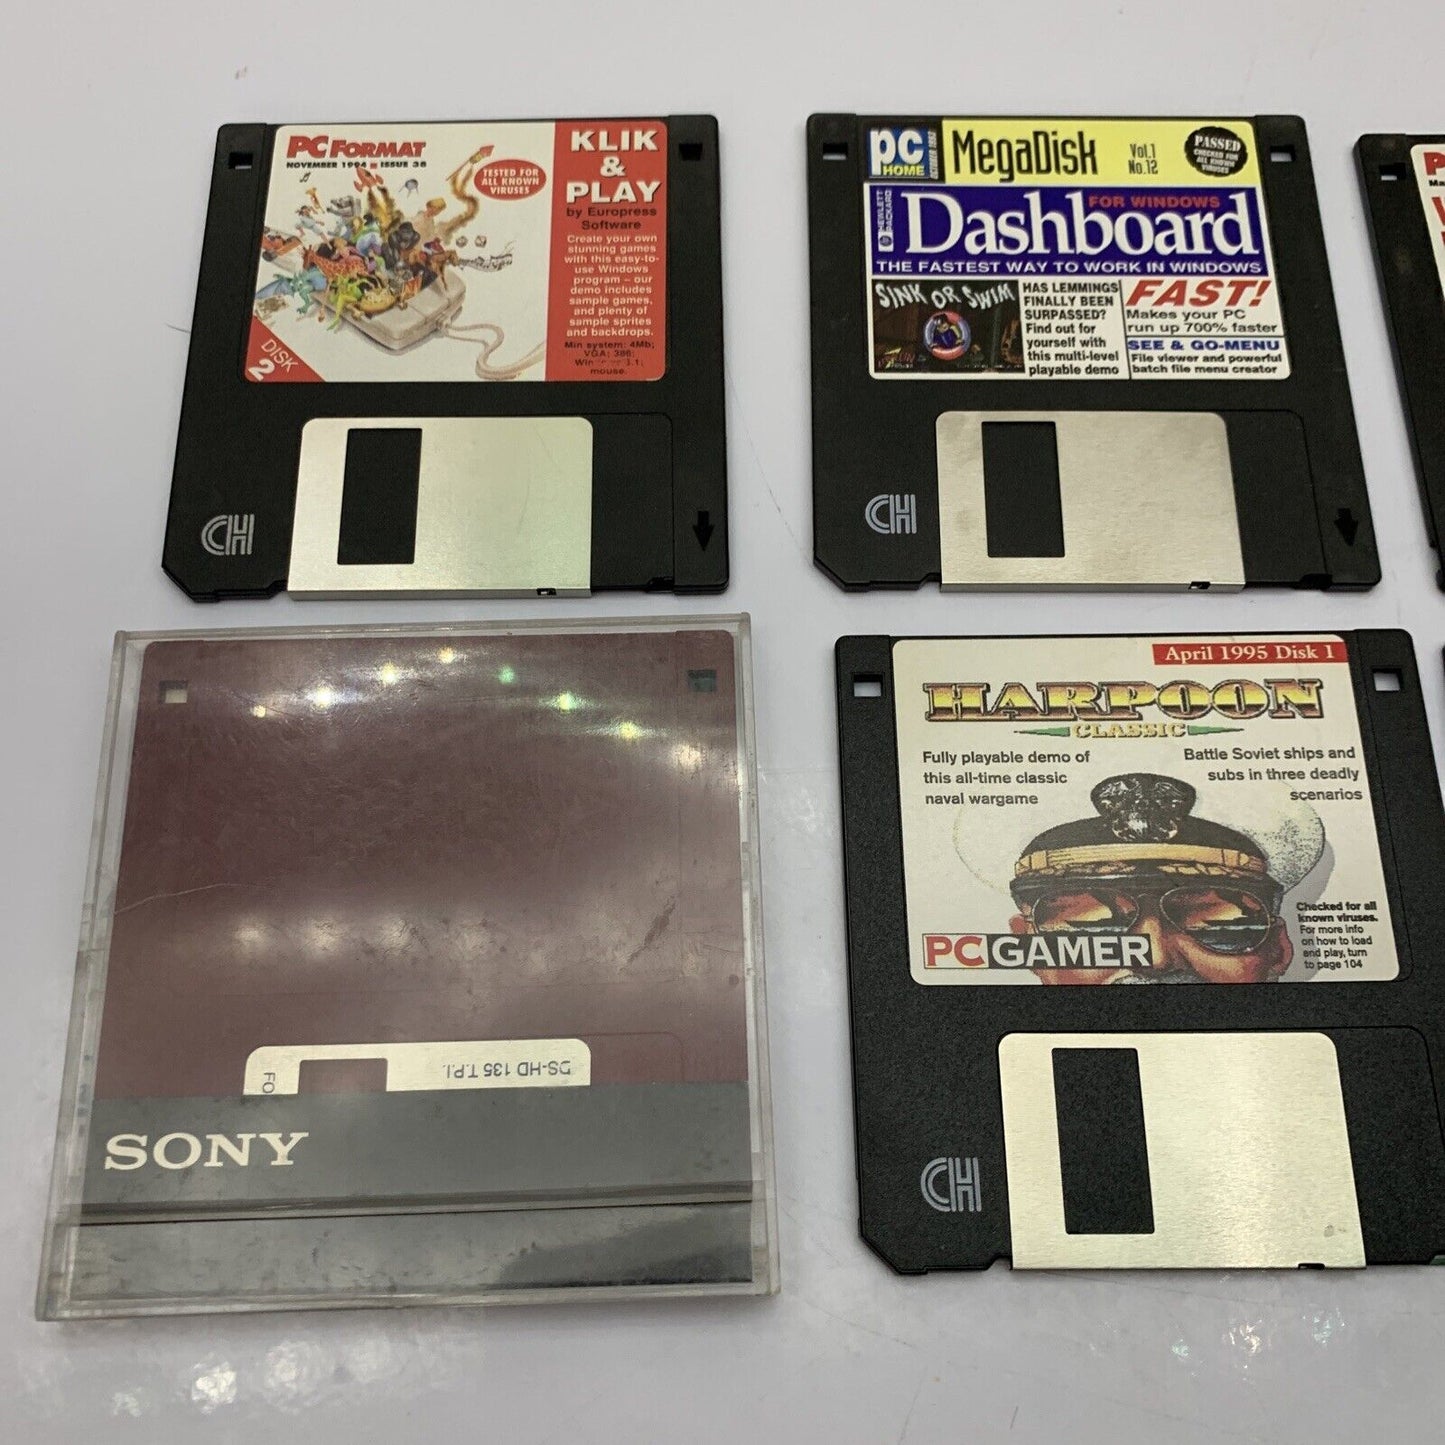 PC FORMAT
NOVEMBER 1994 ■ ISSUE 38
TESTED FOR
ALL KNOWN
VIRUSES
KLIK
&
PLAY
by Europress
Software
Create your own
stunning games
with this easy-to-
use Windows
program – our
demo includes
sample games,
and plenty of
sample sprites
and backdrops.
Min system: 4Mb;
VGA; 386;
mouse.
DISK
2
CH
pc
HOME
OCTOBER 1993
MegaDisk
Vol.1
No.12
PASSED
CHECKED FOR
ALL KNOWN
VIRUSES
HEWLETT
PACKARD
hp
FOR WINDOWS
Dashboard
THE FASTEST WAY TO WORK IN WINDOWS
SINK OR SWIM
HAS LEMMINGS
FINALLY BEEN
SURPASSED?
Find out for
yourself with
this multi-level
playable demo
FAST!
Makes your PC
run up 700% faster
SEE & GO-MENU
File viewer and powerful
batch file menu creator
CH
DS-HD 135 T.P.I.
FO
SONY
April 1995 Disk 1
HARPOON
CLASSIC
Fully playable demo of
this all-time classic
naval wargame
Battle Soviet ships and
subs in three deadly
scenarios
Checked for all
known viruses.
For more info
on how to load
and play, turn
to page 104
PC GAMER
CH